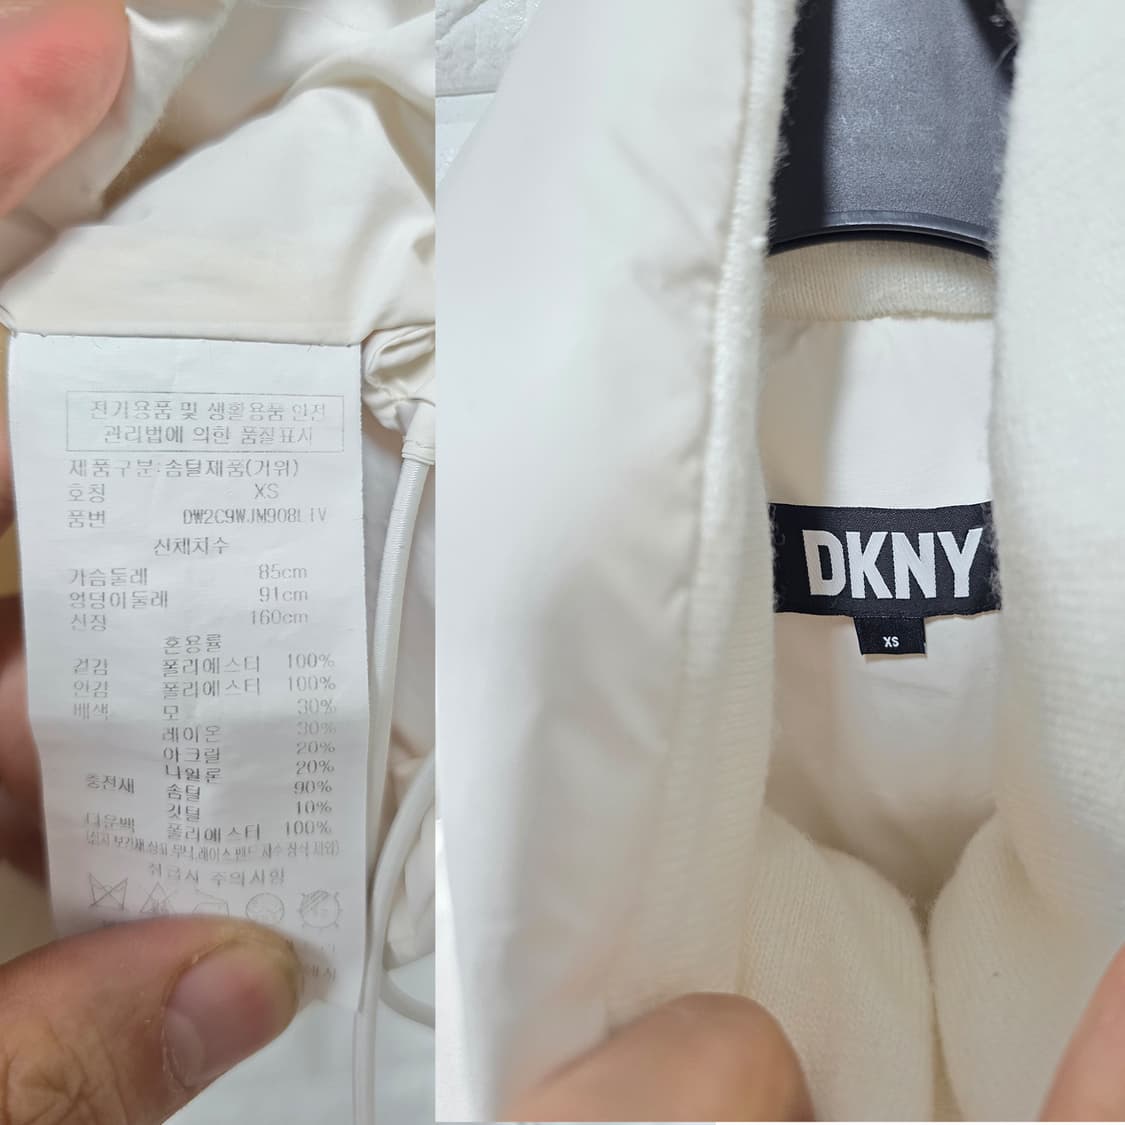 전기용품 및 생활용품 안전
관리법에 의한 품질표시
제품구분:솜털제품(거위)
호칭 XS
품번 DW2C9WJM908LIV
신체치수
가슴둘레 85cm
엉덩이둘레 91cm
신장 160cm
혼용률
겉감 폴리에스터 100%
안감 폴리에스터 100%
배색 모 30%
레이온 30%
아크릴 20%
나일론 20%
충전재 솜털 90%
깃털 10%
다운백 폴리에스터 100%
취급시 주의사항
DKNY
XS